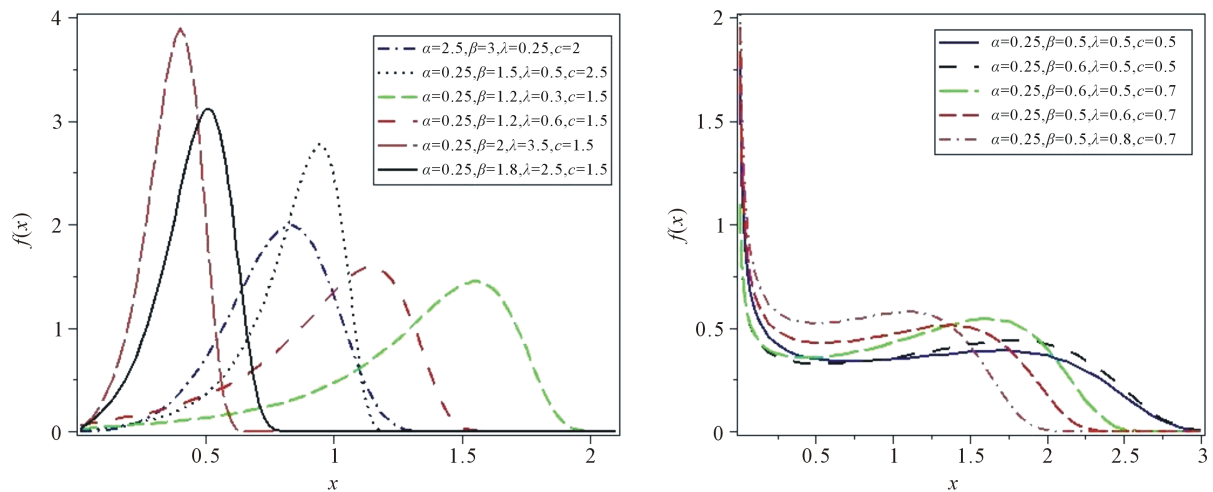 4
3
2
1
0
f(x)
α=2.5,β=3,λ=0.25,c=2
α=0.25,β=1.5,λ=0.5,c=2.5
α=0.25,β=1.2,λ=0.3,c=1.5
α=0.25,β=1.2,λ=0.6,c=1.5
α=0.25,β=2,λ=3.5,c=1.5
α=0.25,β=1.8,λ=2.5,c=1.5
0.5 1 1.5 2
x
2
1.5
1
0.5
0
f(x)
α=0.25,β=0.5,λ=0.5,c=0.5
α=0.25,β=0.6,λ=0.5,c=0.5
α=0.25,β=0.6,λ=0.5,c=0.7
α=0.25,β=0.5,λ=0.6,c=0.7
α=0.25,β=0.5,λ=0.8,c=0.7
0.5 1 1.5 2 2.5 3
x